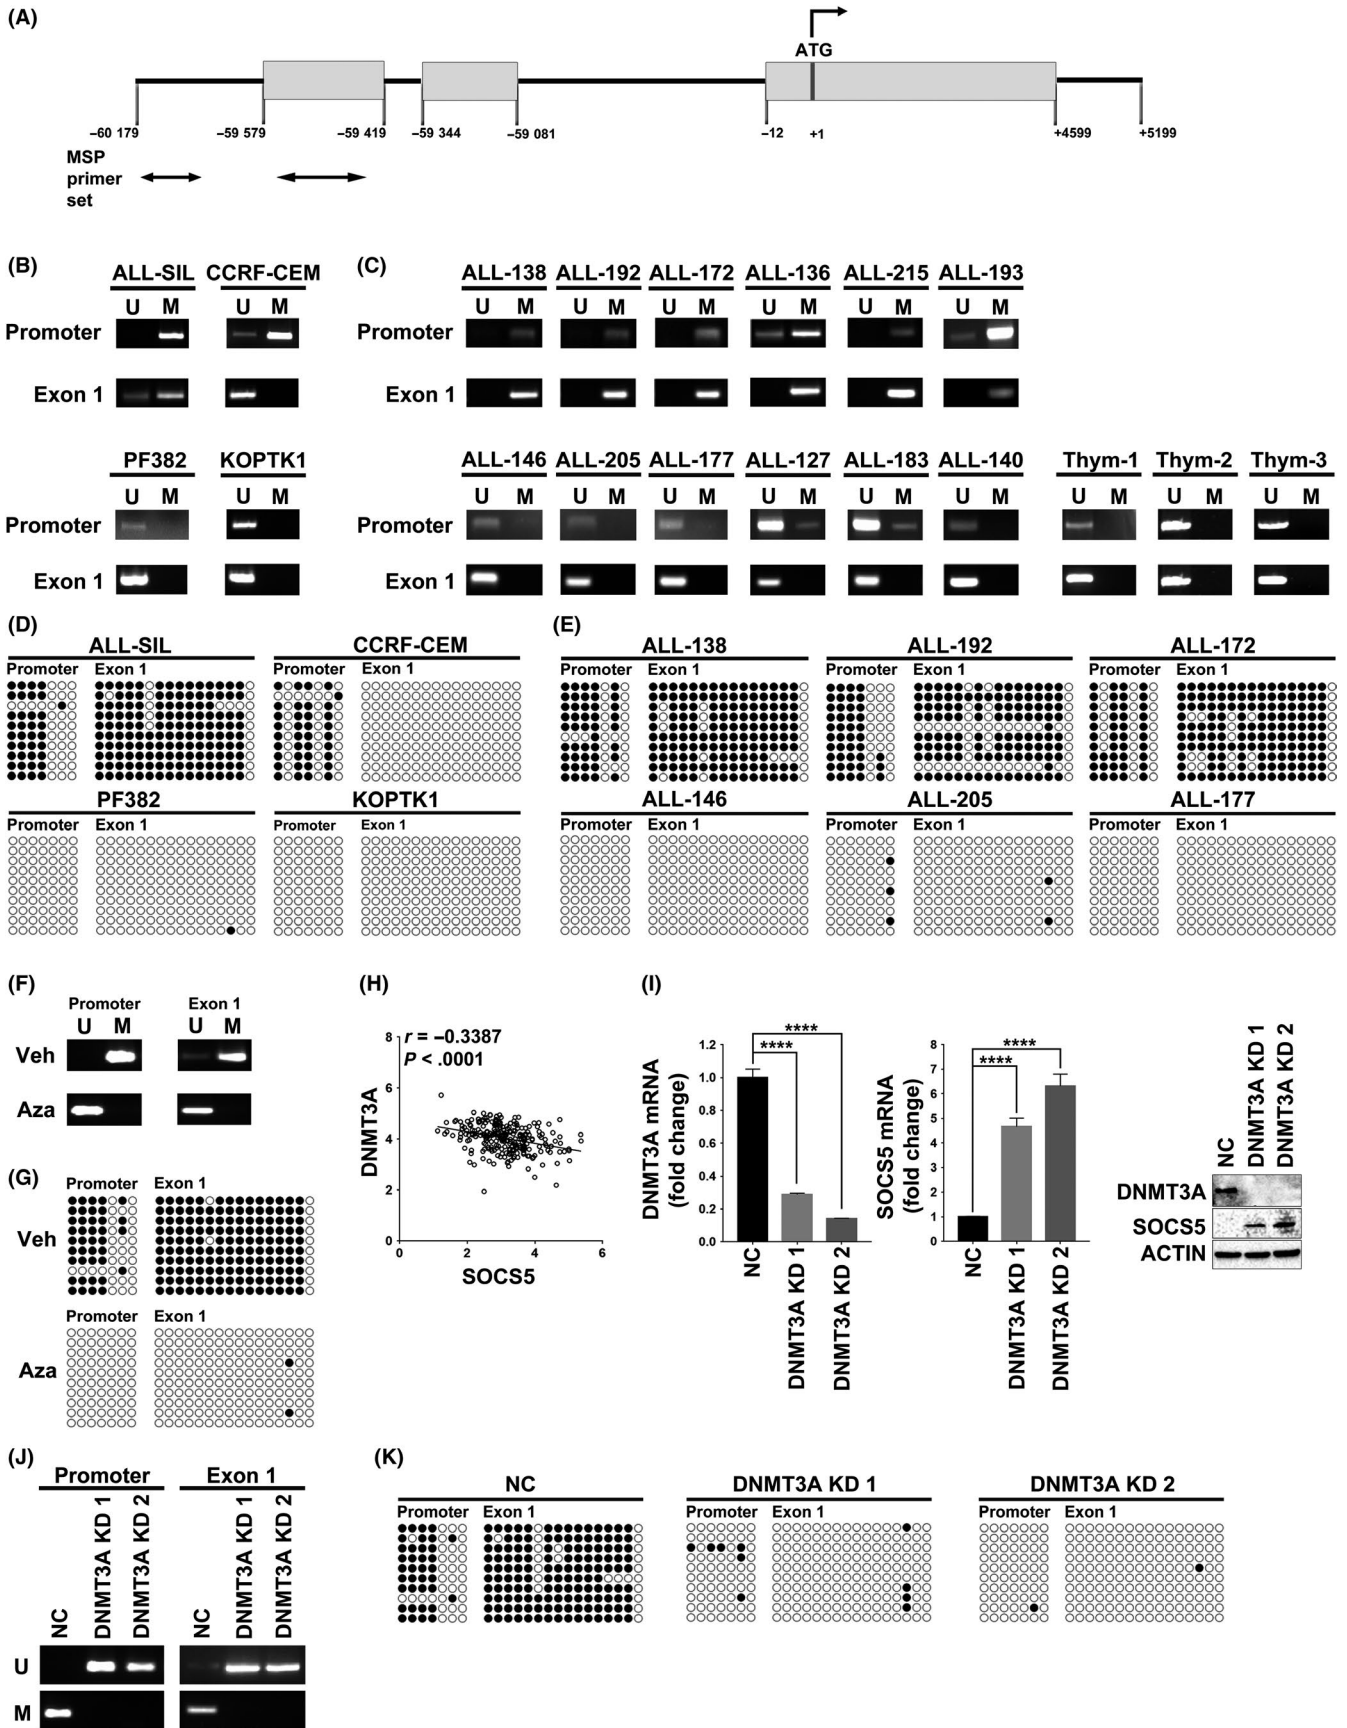 (A)
ATG
−60 179 −59 579 −59 419 −59 344 −59 081 −12 +1 +4599 +5199
MSP
primer
set
(B)
ALL-SIL CCRF-CEM
U M U M
Promoter
Exon 1
PF382 KOPTK1
U M U M
Promoter
Exon 1
(C)
ALL-138 ALL-192 ALL-172 ALL-136 ALL-215 ALL-193
U M U M U M U M U M U M
Promoter
Exon 1
ALL-146 ALL-205 ALL-177 ALL-127 ALL-183 ALL-140 Thym-1 Thym-2 Thym-3
U M U M U M U M U M U M U M U M U M
Promoter
Exon 1
(D)
ALL-SIL CCRF-CEM
Promoter Exon 1 Promoter Exon 1
PF382 KOPTK1
Promoter Exon 1 Promoter Exon 1
(E)
ALL-138 ALL-192 ALL-172
Promoter Exon 1 Promoter Exon 1 Promoter Exon 1
ALL-146 ALL-205 ALL-177
Promoter Exon 1 Promoter Exon 1 Promoter Exon 1
(F)
Promoter Exon 1
U M U M
Veh
Aza
(G)
Promoter Exon 1
Veh
Promoter Exon 1
Aza
(H)
r = −0.3387
P < .0001
DNMT3A
8
6
4
2
0
0 2 4 6
SOCS5
(I)
DNMT3A mRNA
(fold change)
1.2
1.0
0.8
0.6
0.4
0.2
0.0
****
****
NC
DNMT3A KD 1
DNMT3A KD 2
SOCS5 mRNA
(fold change)
8
7
6
5
4
3
2
1
0
****
****
NC
DNMT3A KD 1
DNMT3A KD 2
NC
DNMT3A KD 1
DNMT3A KD 2
DNMT3A
SOCS5
ACTIN
(J)
Promoter Exon 1
NC
DNMT3A KD 1
DNMT3A KD 2
NC
DNMT3A KD 1
DNMT3A KD 2
U
M
(K)
NC DNMT3A KD 1 DNMT3A KD 2
Promoter Exon 1 Promoter Exon 1 Promoter Exon 1